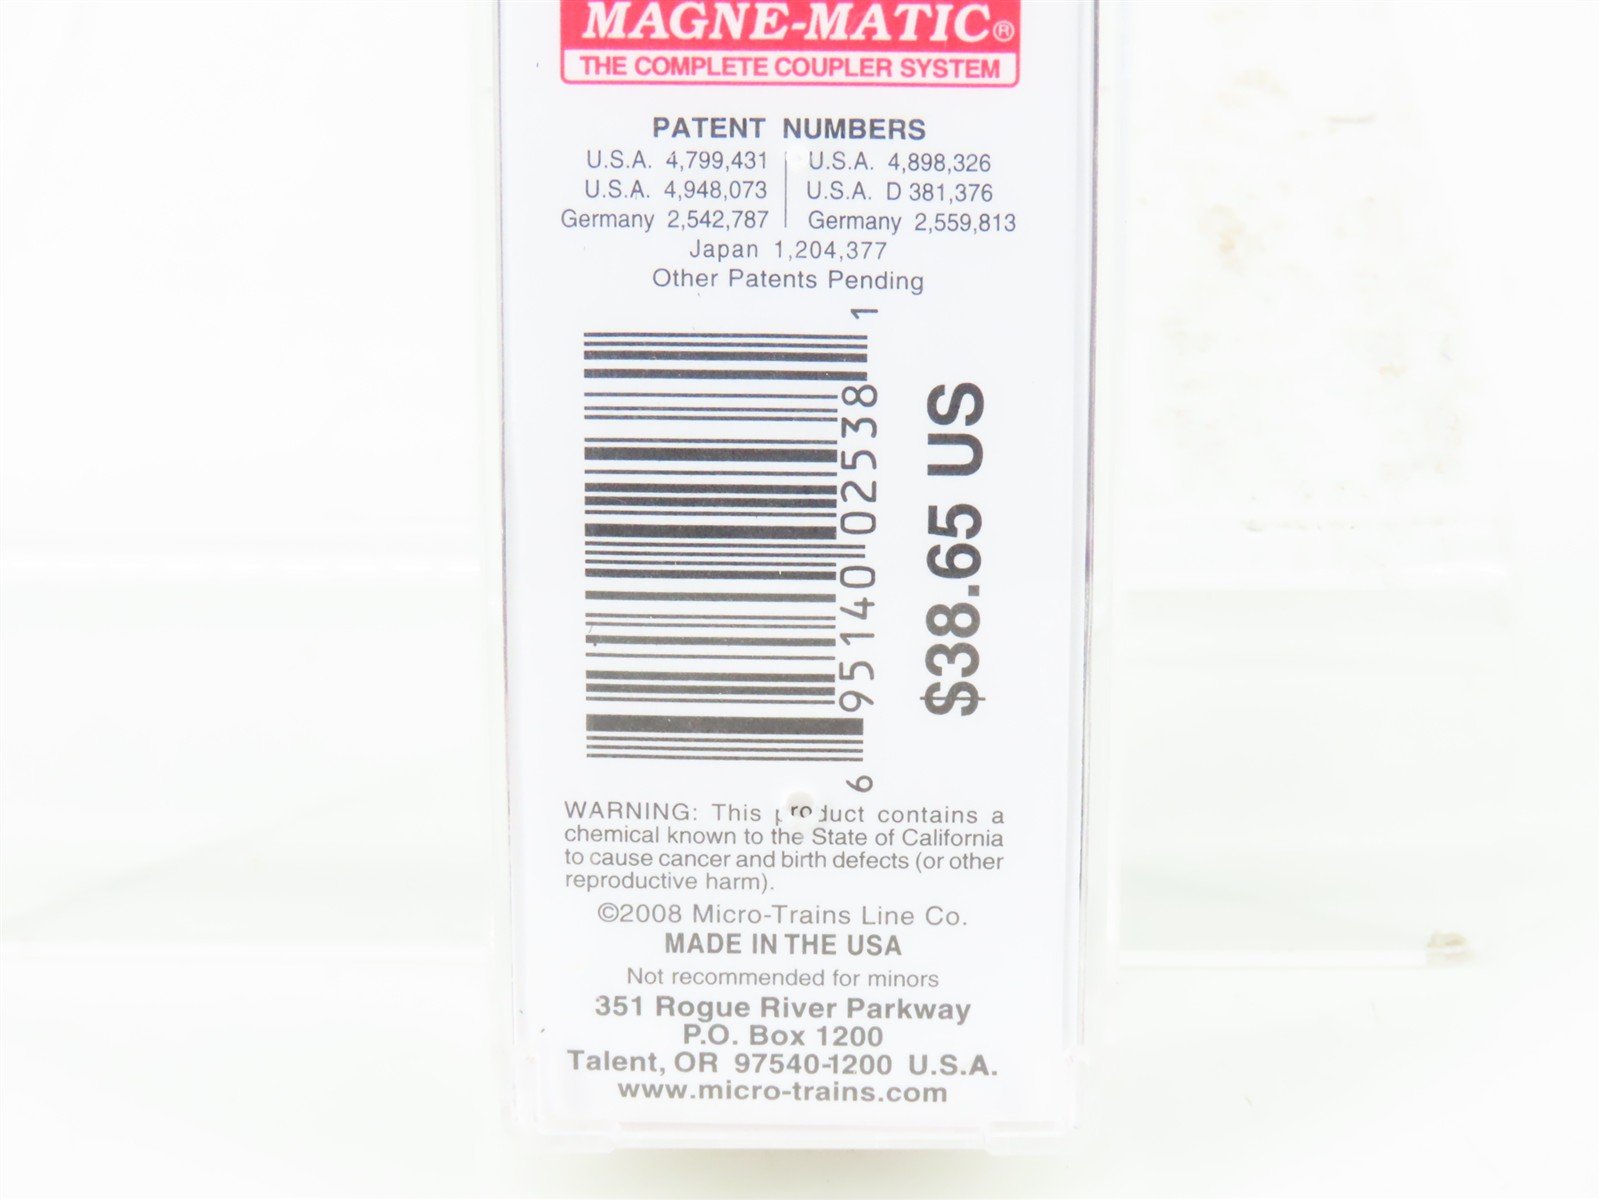 MAGNE-MATIC®
THE COMPLETE COUPLER SYSTEM
PATENT NUMBERS
U.S.A. 4,799,431 | U.S.A. 4,898,326
U.S.A. 4,948,073 | U.S.A. D 381,376
Germany 2,542,787 | Germany 2,559,813
Japan 1,204,377
Other Patents Pending
6 95140 02538 1
$38.65 US
WARNING: This product contains a
chemical known to the State of California
to cause cancer and birth defects (or other
reproductive harm).
©2008 Micro-Trains Line Co.
MADE IN THE USA
Not recommended for minors
351 Rogue River Parkway
P.O. Box 1200
Talent, OR 97540-1200 U.S.A.
www.micro-trains.com